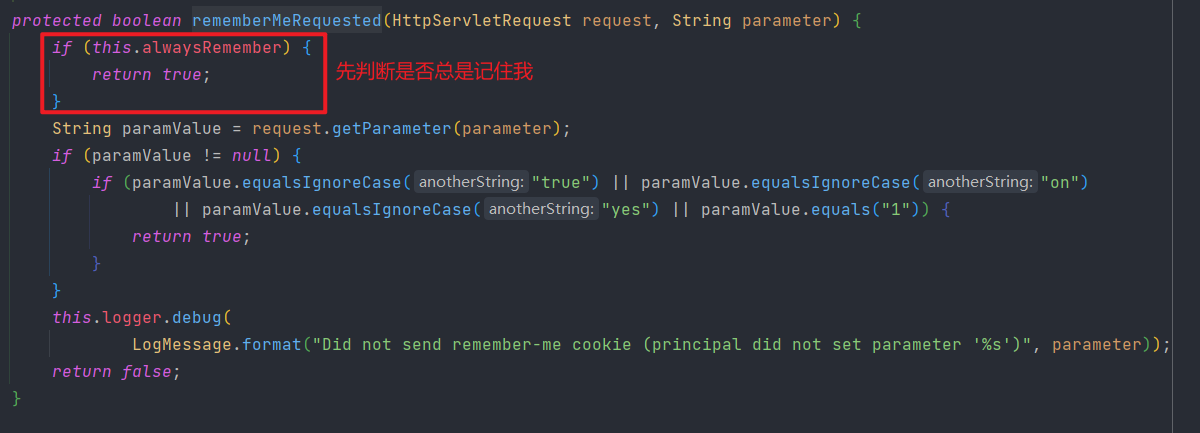 protected boolean rememberMeRequested(HttpServletRequest request, String parameter) {
if (this.alwaysRemember) {
return true; 先判断是否总是记住我
}
String paramValue = request.getParameter(parameter);
if (paramValue != null) {
if (paramValue.equalsIgnoreCase( anotherString: "true") || paramValue.equalsIgnoreCase( anotherString: "on")
|| paramValue.equalsIgnoreCase( anotherString: "yes") || paramValue.equals("1")) {
return true;
}
}
this.logger.debug(
LogMessage.format("Did not send remember-me cookie (principal did not set parameter '%s')", parameter));
return false;
}